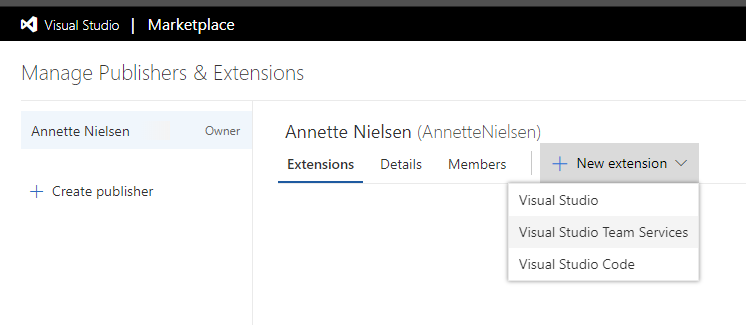 Visual Studio | Marketplace
Manage Publishers & Extensions
Annette Nielsen Owner
+ Create publisher
Annette Nielsen (AnnetteNielsen)
Extensions Details Members + New extension
Visual Studio
Visual Studio Team Services
Visual Studio Code